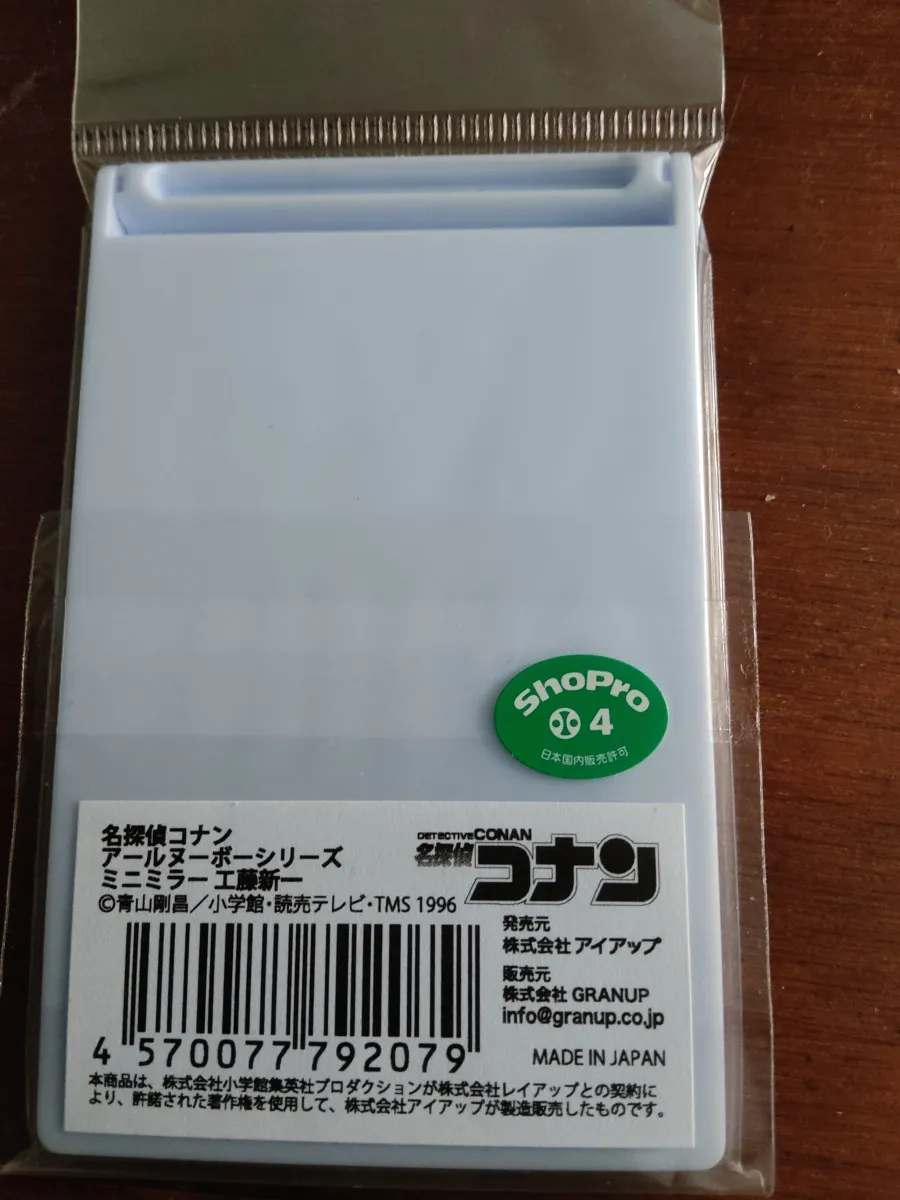 ShoPro
4
日本国内販売許可
名探偵コナン
アールヌーボーシリーズ
ミニミラー 工藤新一
©青山剛昌／小学館・読売テレビ・TMS 1996
DETECTIVE CONAN
名探偵コナン
発売元
株式会社 アイアップ
販売元
株式会社 GRANUP
info@granup.co.jp
4 570077 792079
MADE IN JAPAN
本商品は、株式会社小学館集英社プロダクションが株式会社レイアップとの契約に
より、許諾された著作権を使用して、株式会社アイアップが製造販売したものです。